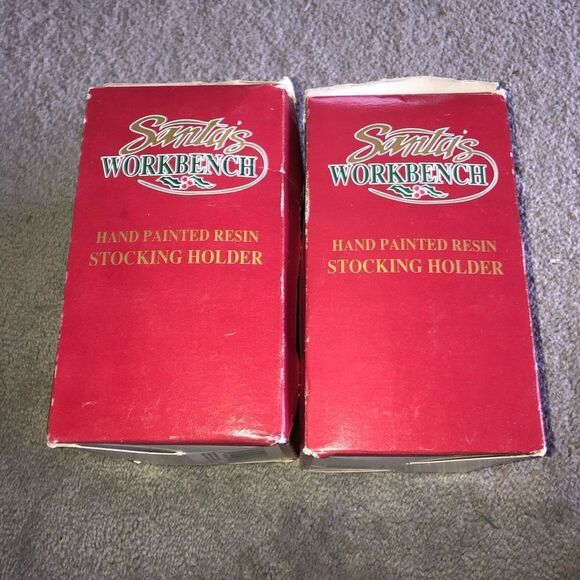 Santa's
WORKBENCH
HAND PAINTED RESIN
STOCKING HOLDER
Santa's
WORKBENCH
HAND PAINTED RESIN
STOCKING HOLDER